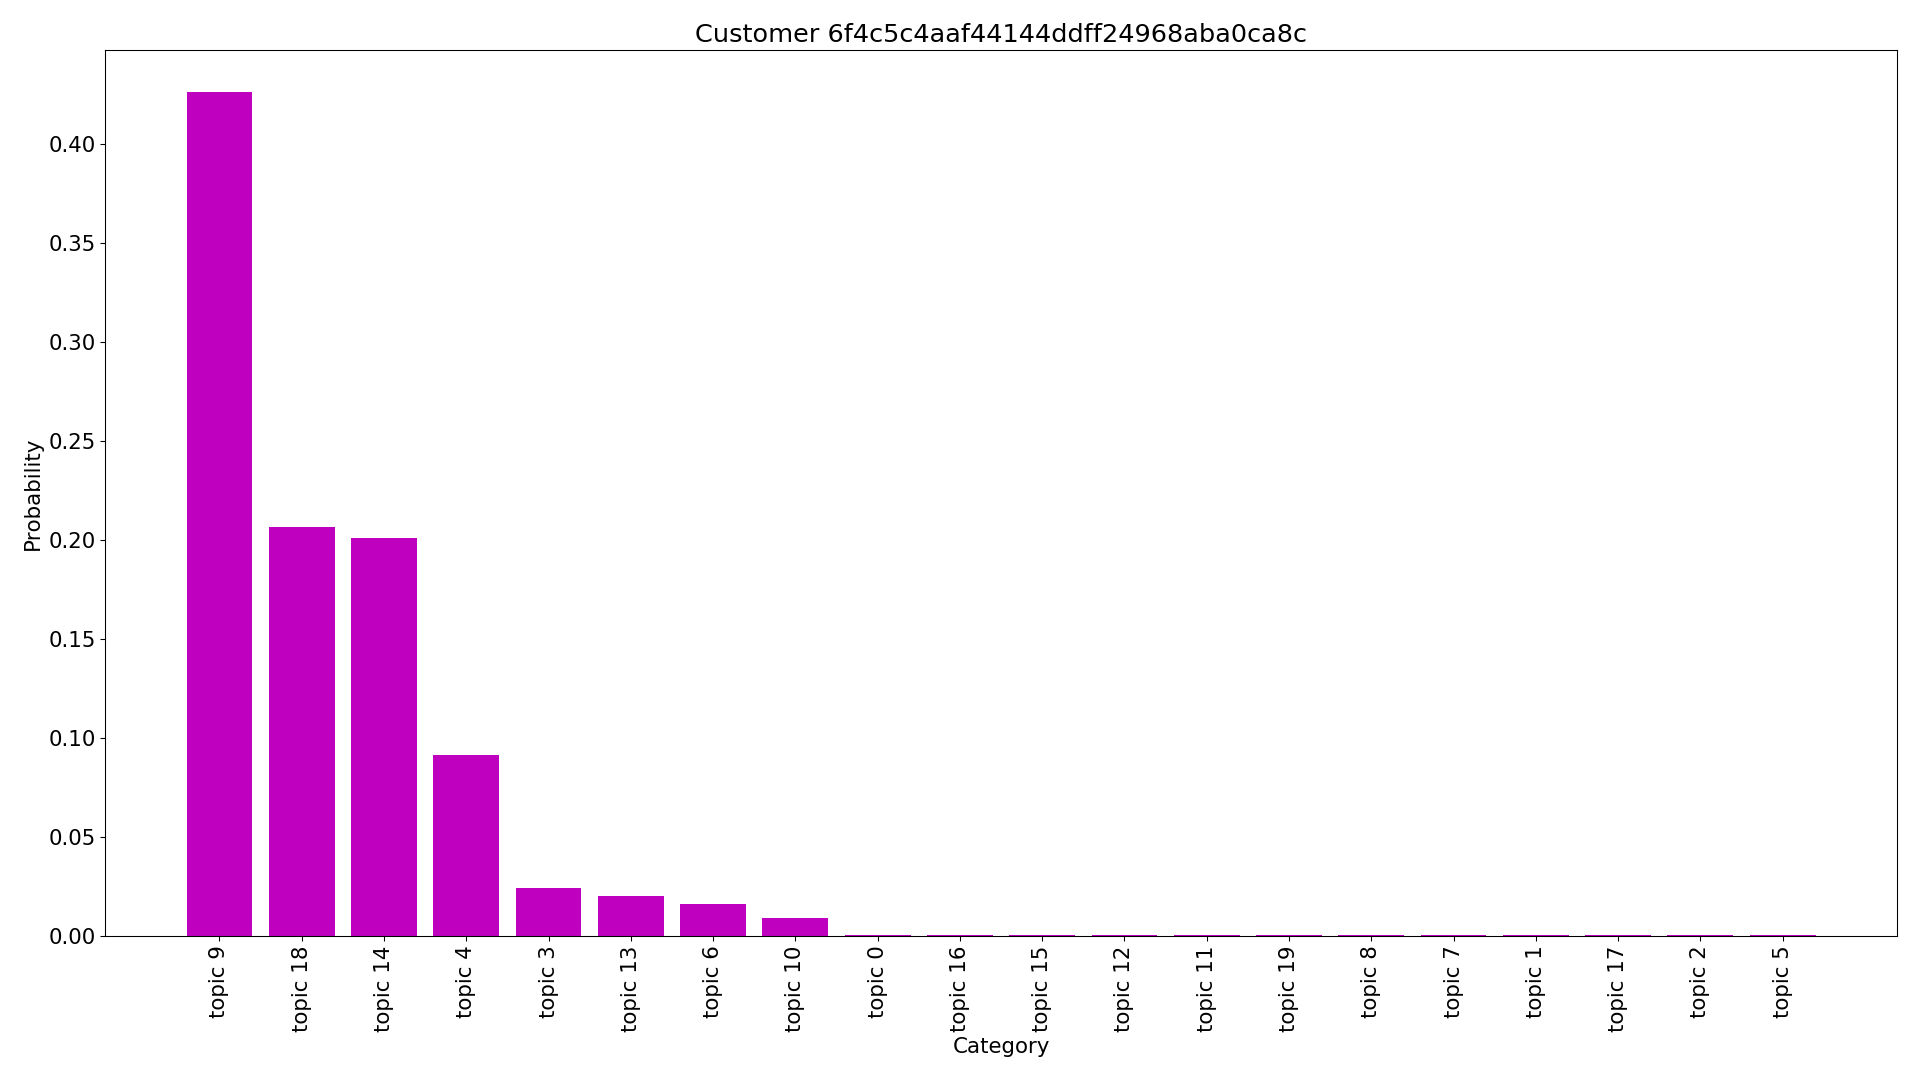 Customer 6f4c5c4aaf44144ddff24968aba0ca8c
0.40
0.35
0.30
0.25
0.20
0.15
0.10
0.05
0.00
Probability
topic 9
topic 18
topic 14
topic 4
topic 3
topic 13
topic 6
topic 10
topic 0
topic 16
topic 15
topic 12
topic 11
topic 19
topic 8
topic 7
topic 1
topic 17
topic 2
topic 5
Category